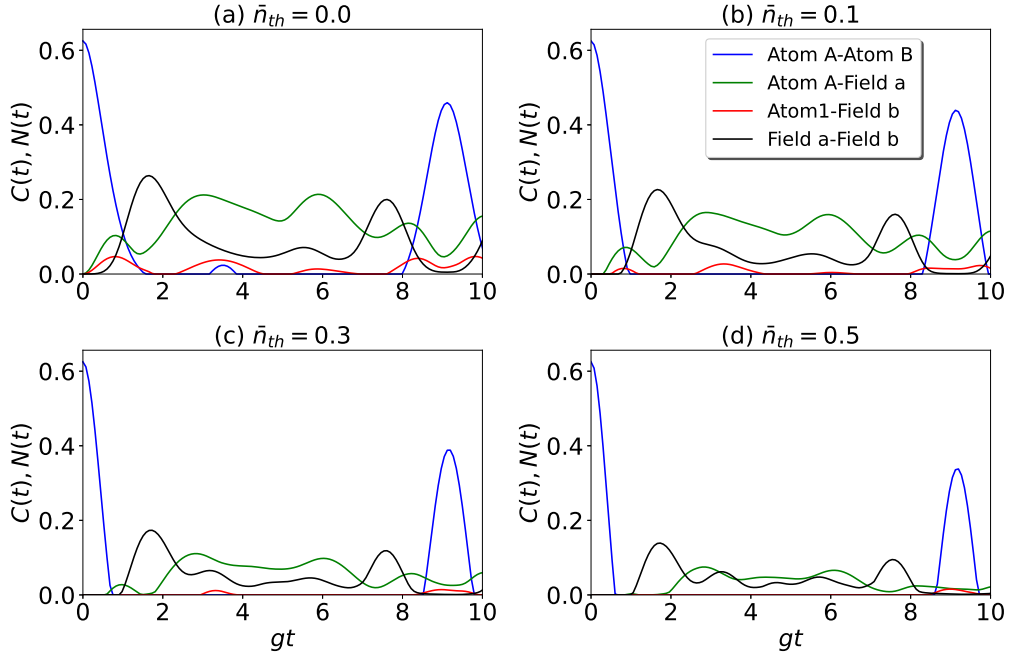 (a) n̄_th = 0.0
(b) n̄_th = 0.1
C(t), N(t)
0.6
0.4
0.2
0.0
0 2 4 6 8 10
C(t), N(t)
0.6
0.4
0.2
0.0
0 2 4 6 8 10
Atom A-Atom B
Atom A-Field a
Atom1-Field b
Field a-Field b
(c) n̄_th = 0.3
(d) n̄_th = 0.5
C(t), N(t)
0.6
0.4
0.2
0.0
0 2 4 6 8 10
gt
C(t), N(t)
0.6
0.4
0.2
0.0
0 2 4 6 8 10
gt